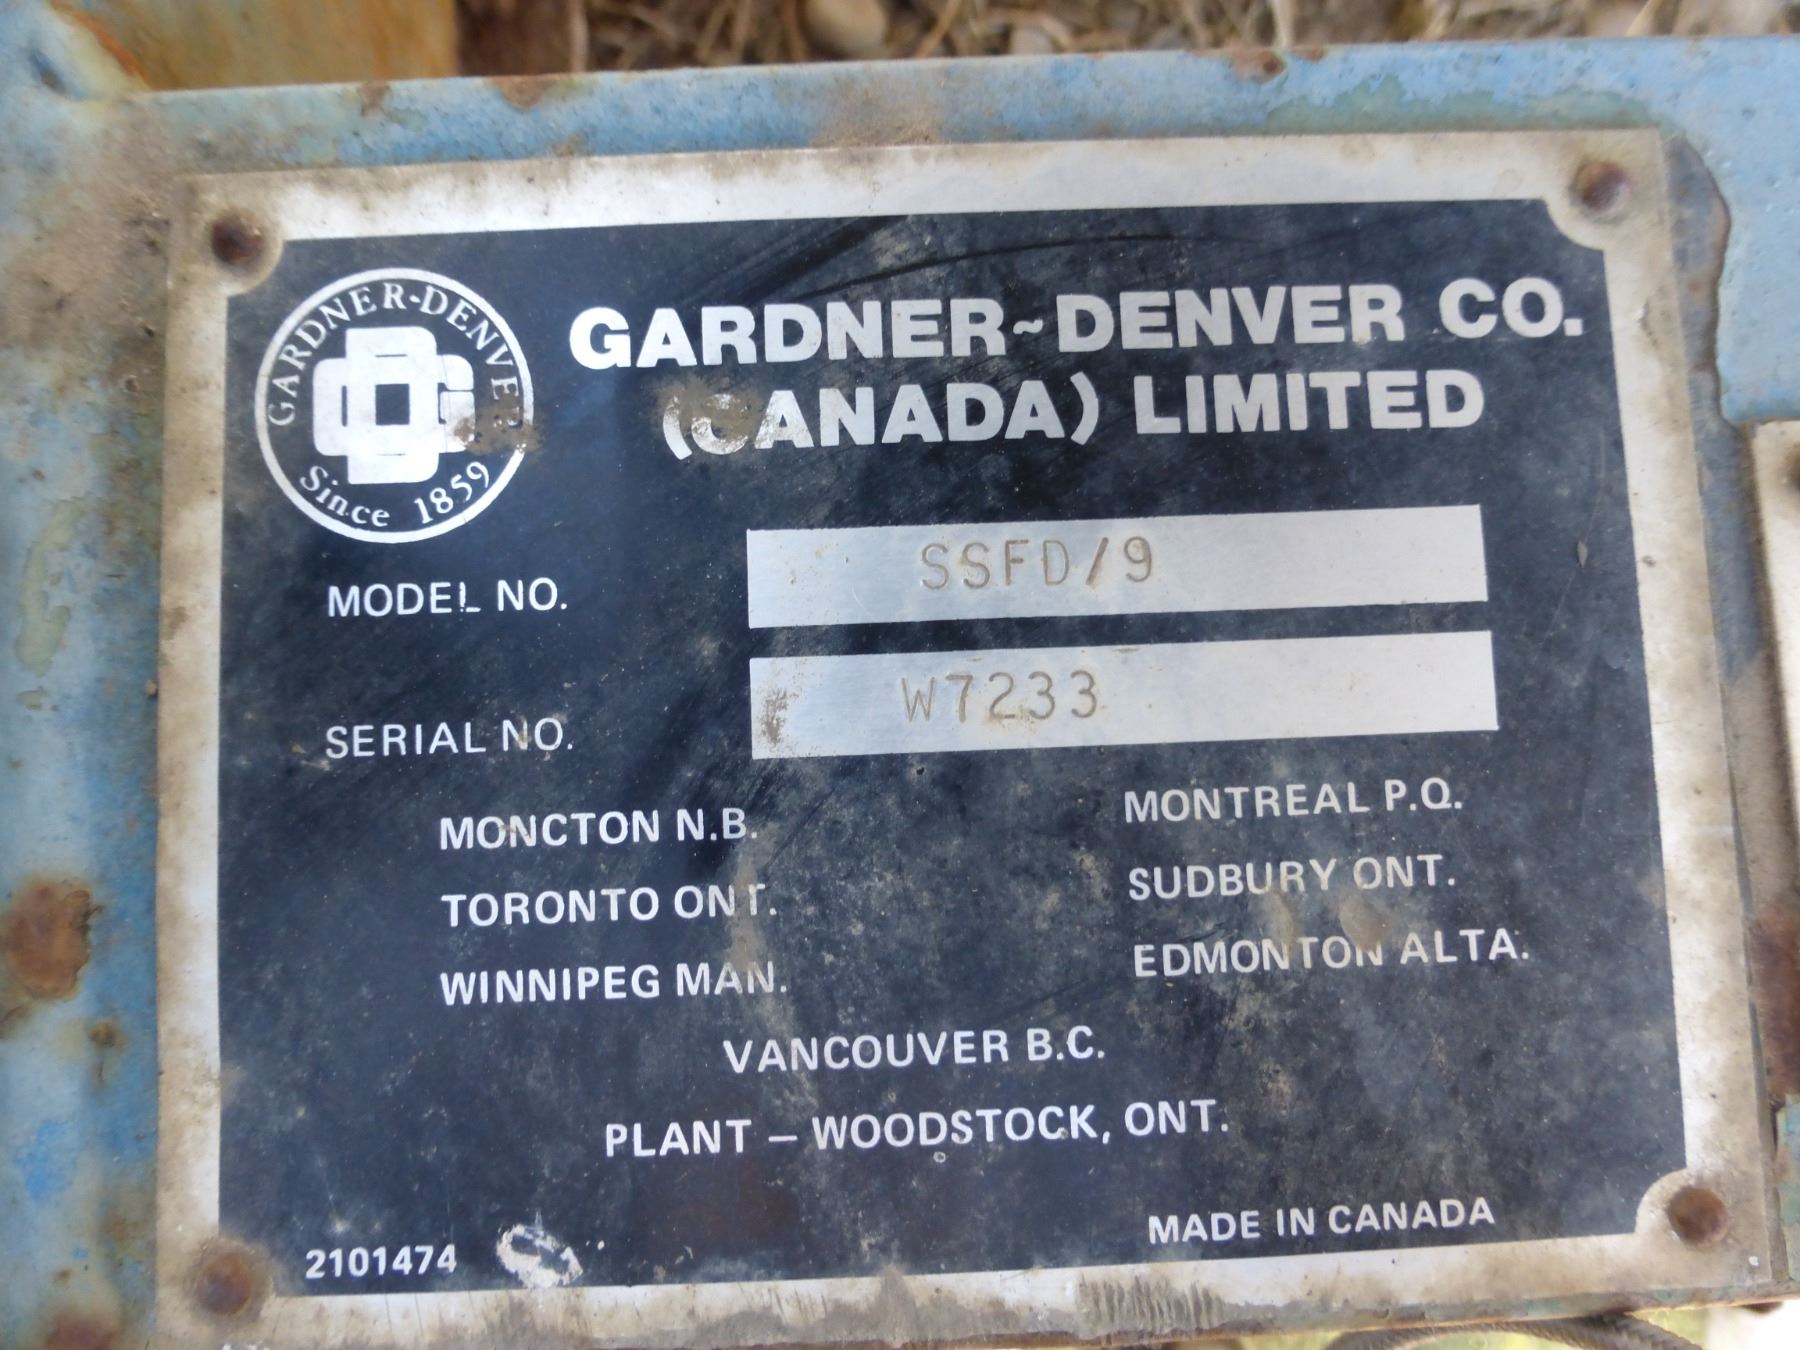 GARDNER-DENVER
Since 1859
GARDNER-DENVER CO.
(CANADA) LIMITED
MODEL NO. SSFD/9
SERIAL NO. W7233
MONCTON N.B. MONTREAL P.Q.
TORONTO ONT. SUDBURY ONT.
WINNIPEG MAN. EDMONTON ALTA.
VANCOUVER B.C.
PLANT – WOODSTOCK, ONT.
MADE IN CANADA
2101474